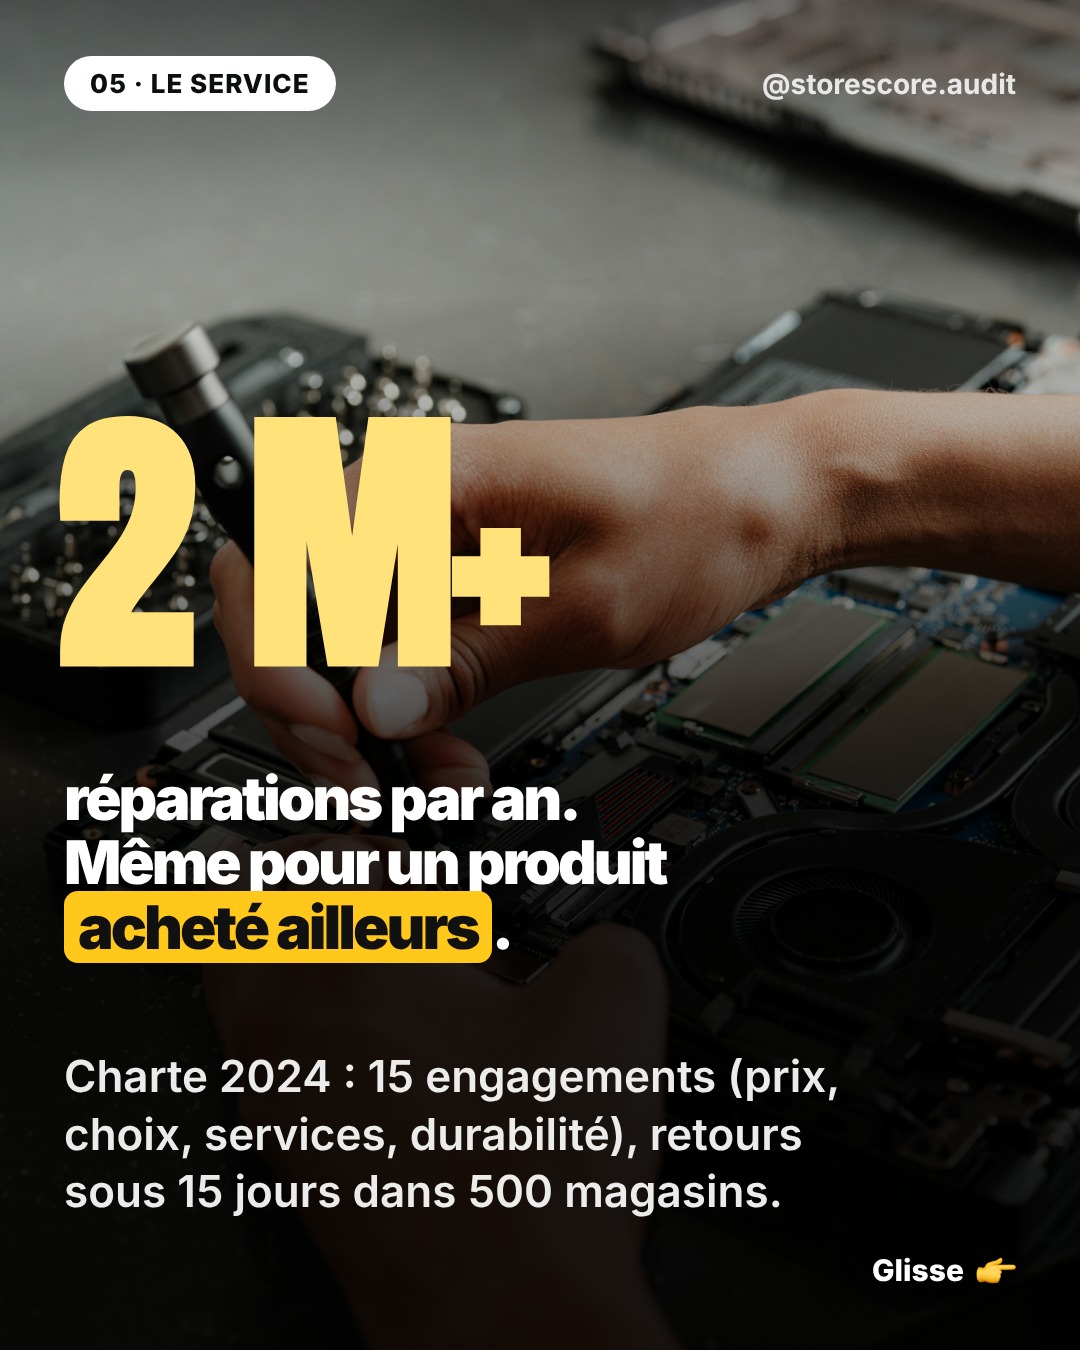 05 · LE SERVICE
@storescore.audit
2 M+
réparations par an.
Même pour un produit
acheté ailleurs.
Charte 2024 : 15 engagements (prix,
choix, services, durabilité), retours
sous 15 jours dans 500 magasins.
Glisse 👉